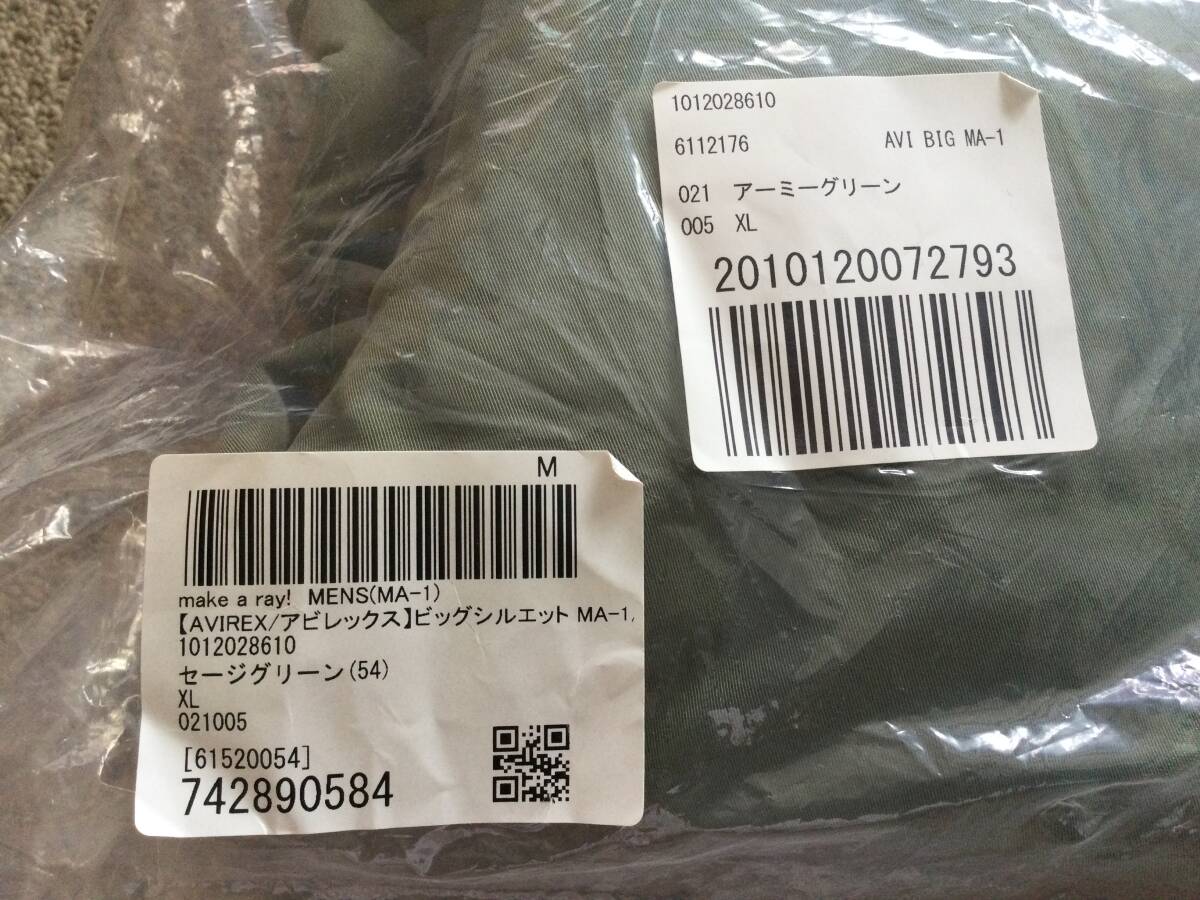 1012028610
6112176 AVI BIG MA-1
021 アーミーグリーン
005 XL
2010120072793
M
make a ray! MENS(MA-1)
【AVIREX/アビレックス】ビッグシルエット MA-1,
1012028610
セージグリーン(54)
XL
021005
[61520054]
742890584